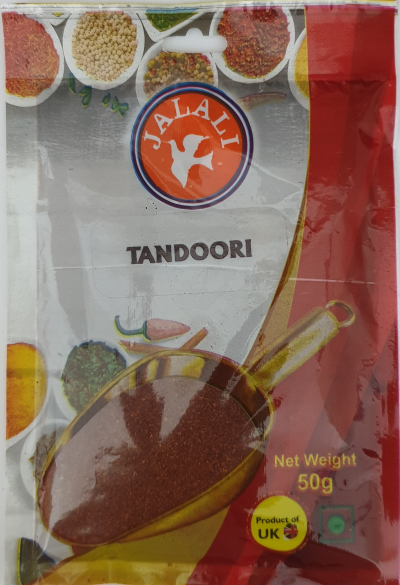 JALALI
TANDOORI
Net Weight
50g
Product of
UK